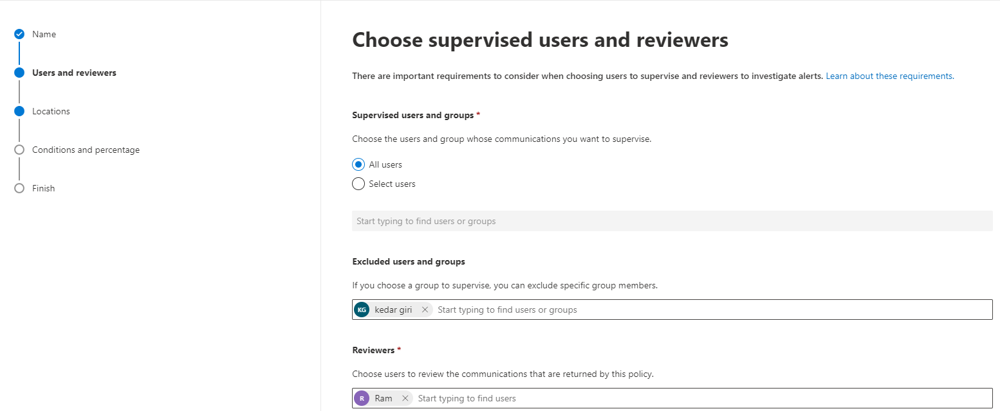 Name
Users and reviewers
Locations
Conditions and percentage
Finish
Choose supervised users and reviewers
There are important requirements to consider when choosing users to supervise and reviewers to investigate alerts. Learn about these requirements.
Supervised users and groups *
Choose the users and group whose communications you want to supervise.
All users
Select users
Start typing to find users or groups
Excluded users and groups
If you choose a group to supervise, you can exclude specific group members.
KG kedar giri Start typing to find users or groups
Reviewers *
Choose users to review the communications that are returned by this policy.
R Ram Start typing to find users